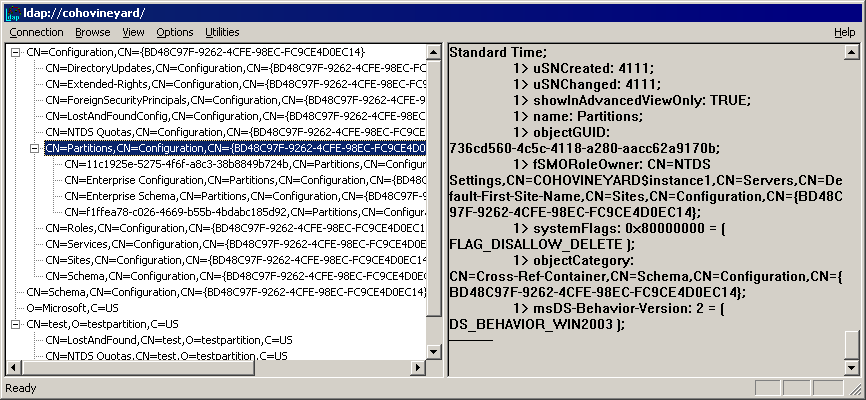 ldap://cohovineyard/
Connection Browse View Options Utilities Help
CN=Configuration,CN={BD48C97F-9262-4CFE-98EC-FC9CE4D0EC14}
CN=DirectoryUpdates,CN=Configuration,CN={BD48C97F-9262-4CFE-98EC-FC
CN=Extended-Rights,CN=Configuration,CN={BD48C97F-9262-4CFE-98EC-FC9
CN=ForeignSecurityPrincipals,CN=Configuration,CN={BD48C97F-9262-4CFE-
CN=LostAndFoundConfig,CN=Configuration,CN={BD48C97F-9262-4CFE-98EC
CN=NTDS Quotas,CN=Configuration,CN={BD48C97F-9262-4CFE-98EC-FC9CE
CN=Partitions,CN=Configuration,CN={BD48C97F-9262-4CFE-98EC-FC9CE4D0
CN=11c1925e-5275-4f6f-a8c3-38b8849b724b,CN=Partitions,CN=Configu
CN=Enterprise Configuration,CN=Partitions,CN=Configuration,CN={BD48
CN=Enterprise Schema,CN=Partitions,CN=Configuration,CN={BD48C97F-9
CN=f1ffea78-c026-4669-b55b-4bdabc185d92,CN=Partitions,CN=Configura
CN=Roles,CN=Configuration,CN={BD48C97F-9262-4CFE-98EC-FC9CE4D0EC1
CN=Services,CN=Configuration,CN={BD48C97F-9262-4CFE-98EC-FC9CE4D0E
CN=Sites,CN=Configuration,CN={BD48C97F-9262-4CFE-98EC-FC9CE4D0EC14
CN=Schema,CN=Configuration,CN={BD48C97F-9262-4CFE-98EC-FC9CE4D0EC
CN=Schema,CN=Configuration,CN={BD48C97F-9262-4CFE-98EC-FC9CE4D0EC14}
O=Microsoft,C=US
CN=test,O=testpartition,C=US
CN=LostAndFound,CN=test,O=testpartition,C=US
CN=NTDS Quotas,CN=test,O=testpartition,C=US
Standard Time;
1> uSNCreated: 4111;
1> uSNChanged: 4111;
1> showInAdvancedViewOnly: TRUE;
1> name: Partitions;
1> objectGUID:
736cd560-4c5c-4118-a280-aacc62a9170b;
1> fSMORoleOwner: CN=NTDS
Settings,CN=COHOVINEYARD$instance1,CN=Servers,CN=De
fault-First-Site-Name,CN=Sites,CN=Configuration,CN={BD48C
97F-9262-4CFE-98EC-FC9CE4D0EC14};
1> systemFlags: 0x80000000 = (
FLAG_DISALLOW_DELETE );
1> objectCategory:
CN=Cross-Ref-Container,CN=Schema,CN=Configuration,CN={
BD48C97F-9262-4CFE-98EC-FC9CE4D0EC14};
1> msDS-Behavior-Version: 2 = (
DS_BEHAVIOR_WIN2003 );
Ready